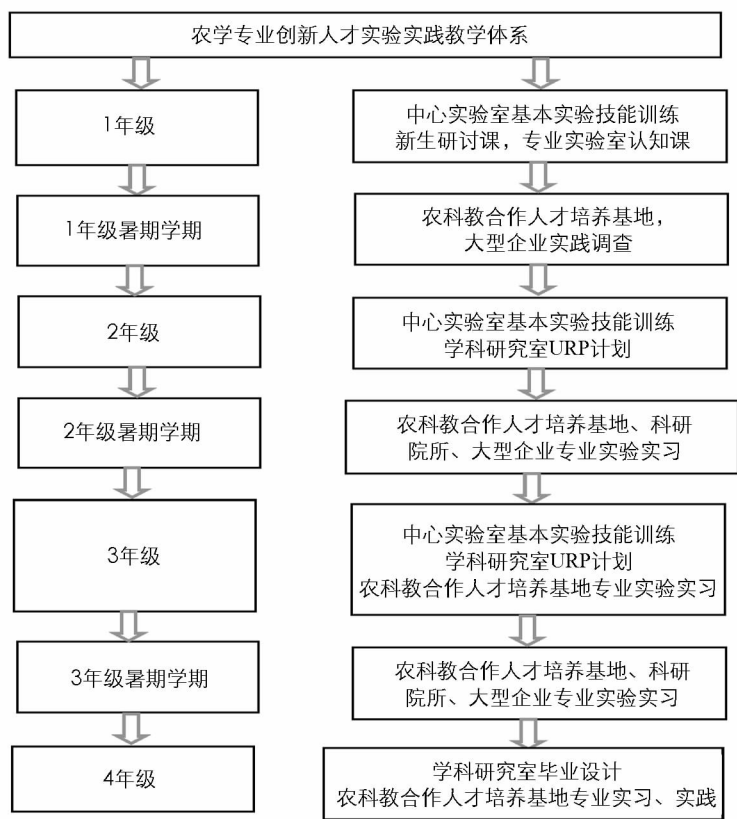 农学专业创新人才实验实践教学体系
1年级
中心实验室基本实验技能训练
新生研讨课，专业实验室认知课
1年级暑期学期
农科教合作人才培养基地，
大型企业实践调查
2年级
中心实验室基本实验技能训练
学科研究室URP计划
2年级暑期学期
农科教合作人才培养基地、科研
院所、大型企业专业实验实习
3年级
中心实验室基本实验技能训练
学科研究室URP计划
农科教合作人才培养基地专业实验实习
3年级暑期学期
农科教合作人才培养基地、科研
院所、大型企业专业实验实习
4年级
学科研究室毕业设计
农科教合作人才培养基地专业实习、实践